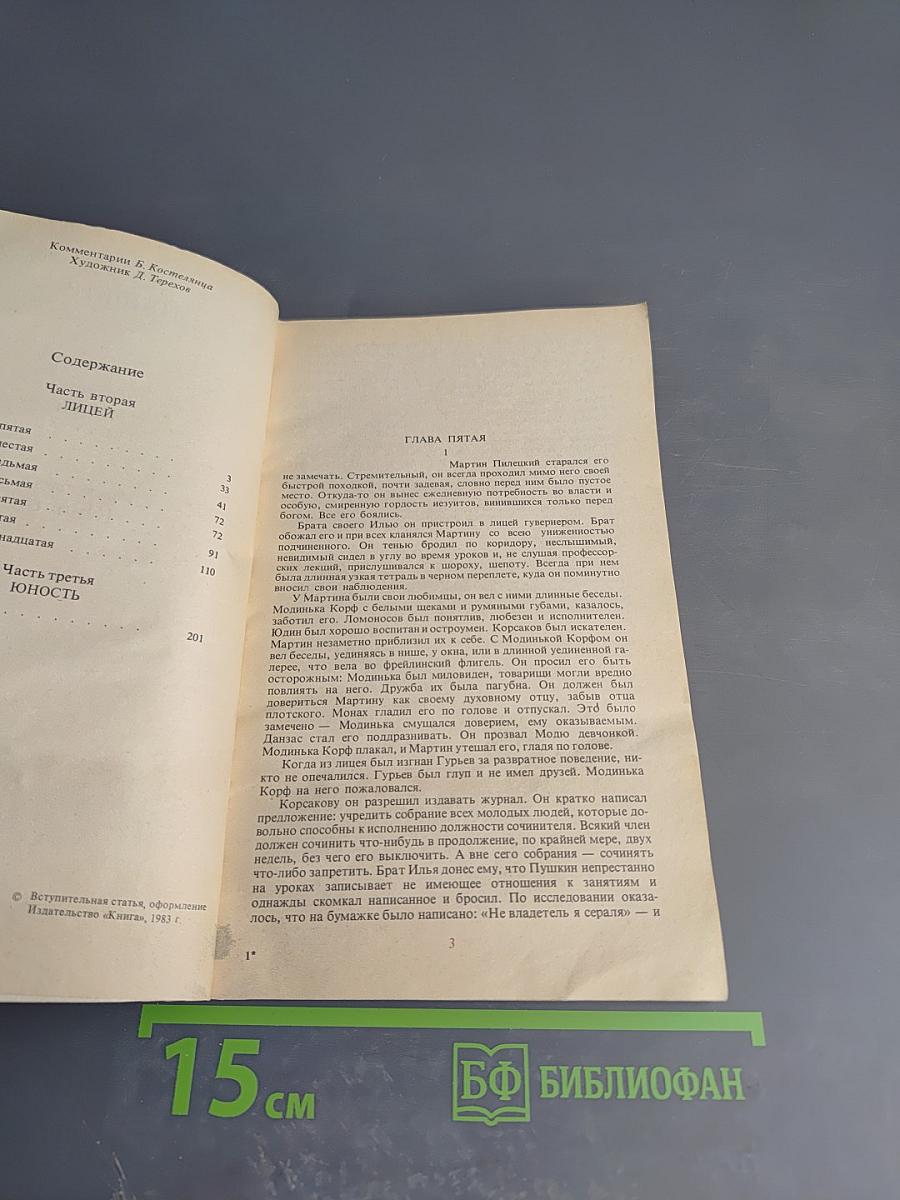 Комментарии Б. Костелянца
Художник Д. Терехов
Содержание
Часть вторая
ЛИЦЕЙ
пятая . . . . . . . . . . 3
естая . . . . . . . . . . 33
дьмая . . . . . . . . . . 41
сьмая . . . . . . . . . . 72
ятая . . . . . . . . . . 72
тая . . . . . . . . . . 91
надцатая . . . . . . . . . . 110
Часть третья
ЮНОСТЬ
. . . . . . . . . . 201
© Вступительная статья, оформление
Издательство «Книга», 1983 г.
ГЛАВА ПЯТАЯ
1
Мартин Пилецкий старался его
не замечать. Стремительный, он всегда проходил мимо него своей
быстрой походкой, почти задевая, словно перед ним было пустое
место. Откуда-то он вынес ежедневную потребность во власти и
особую, смиренную гордость иезуитов, винившихся только перед
богом. Все его боялись.
Брата своего Илью он пристроил в лицей гувернером. Брат
обожал его и при всех кланялся Мартину со всею униженностью
подчиненного. Он тенью бродил по коридору, неслышимый,
невидимый сидел в углу во время уроков и, не слушая профессор-
ских лекций, прислушивался к шороху, шепоту. Всегда при нем
была длинная узкая тетрадь в черном переплете, куда он поминутно
вносил свои наблюдения.
У Мартина были свои любимцы, он вел с ними длинные беседы.
Модинька Корф с белыми щеками и румяными губами, казалось,
заботил его. Ломоносов был понятлив, любезен и исполнителен.
Юдин был хорошо воспитан и остроумен. Корсаков был искателен.
Мартин незаметно приблизил их к себе. С Модинькой Корфом он
вел беседы, уединяясь в нише, у окна, или в длинной уединенной га-
лерее, что вела во фрейлинский флигель. Он просил его быть
осторожным: Модинька был миловиден, товарищи могли вредно
повлиять на него. Дружба их была пагубна. Он должен был
довериться Мартину как своему духовному отцу, забыв отца
плотского. Монах гладил его по голове и отпускал. Это было
замечено — Модинька смущался доверием, ему оказываемым.
Данзас стал его поддразнивать. Он прозвал Модю девчонкой.
Модинька Корф плакал, и Мартин утешал его, гладя по голове.
Когда из лицея был изгнан Гурьев за развратное поведение, ни-
кто не опечалился. Гурьев был глуп и не имел друзей. Модинька
Корф на него пожаловался.
Корсакову он разрешил издавать журнал. Он кратко написал
предложение: учредить собрание всех молодых людей, которые до-
вольно способны к исполнению должности сочинителя. Всякий член
должен сочинить что-нибудь в продолжение, по крайней мере, двух
недель, без чего его выключить. А вне сего собрания — сочинять
что-либо запретить. Брат Илья донес ему, что Пушкин непрестанно
на уроках записывает не имеющее отношения к занятиям и
однажды скомкал написанное и бросил. По исследовании оказа-
лось, что на бумажке было написано: «Не владетель я сераля» — и
3
1*
15 см
БФ БИБЛИОФАН